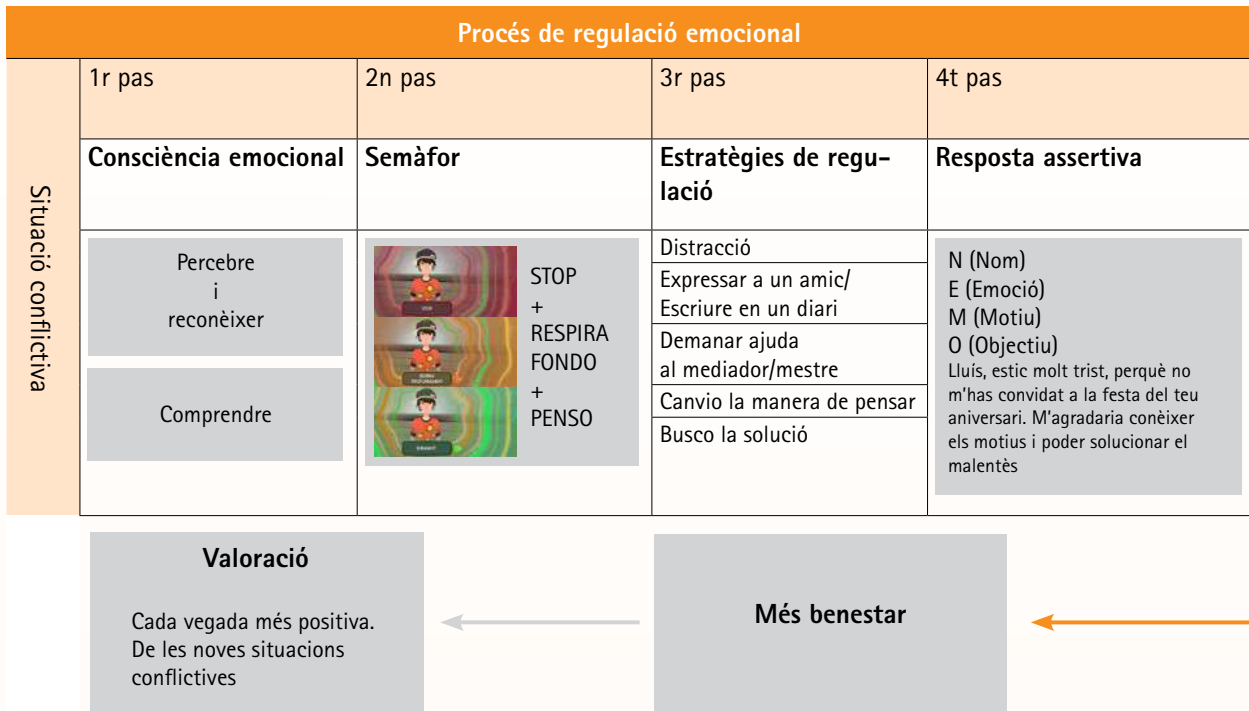 Procés de regulació emocional
Situació conflictiva
1r pas
2n pas
3r pas
4t pas
Consciència emocional
Semàfor
Estratègies de regu-
lació
Resposta assertiva
Percebre
i
reconèixer
Comprendre
STOP
+
RESPIRA
FONDO
+
PENSO
Distracció
Expressar a un amic/
Escriure en un diari
Demanar ajuda
al mediador/mestre
Canvio la manera de pensar
Busco la solució
N (Nom)
E (Emoció)
M (Motiu)
O (Objectiu)
Lluís, estic molt trist, perquè no
m'has convidat a la festa del teu
aniversari. M'agradaria conèixer
els motius i poder solucionar el
malentès
Valoració
Cada vegada més positiva.
De les noves situacions
conflictives
Més benestar